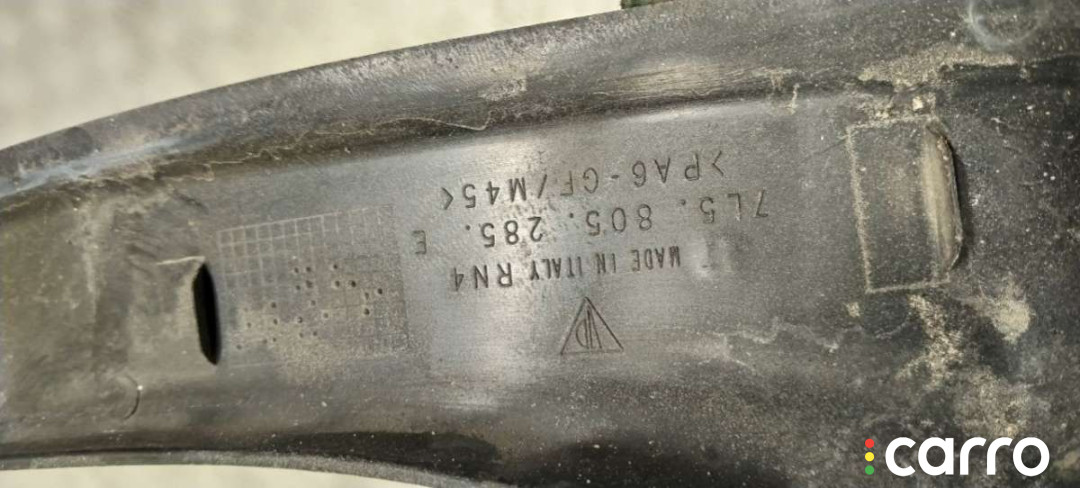 >PA6-GF/M45<
7L5. 805. 285. E
MADE IN ITALY RN4
carro